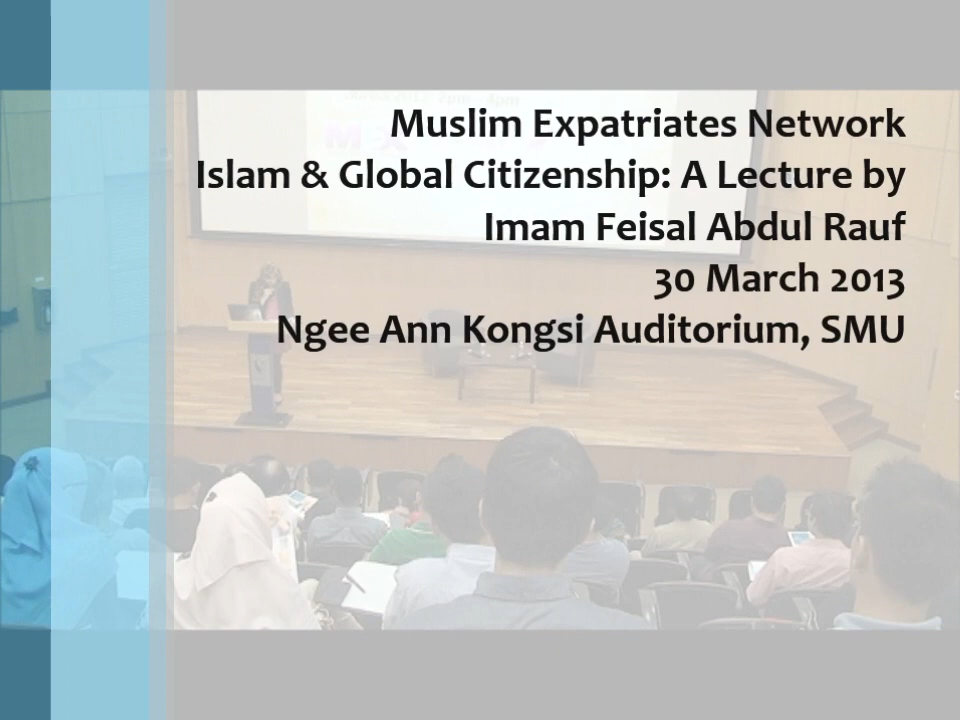 Muslim Expatriates Network
Islam & Global Citizenship: A Lecture by
Imam Feisal Abdul Rauf
30 March 2013
Ngee Ann Kongsi Auditorium, SMU